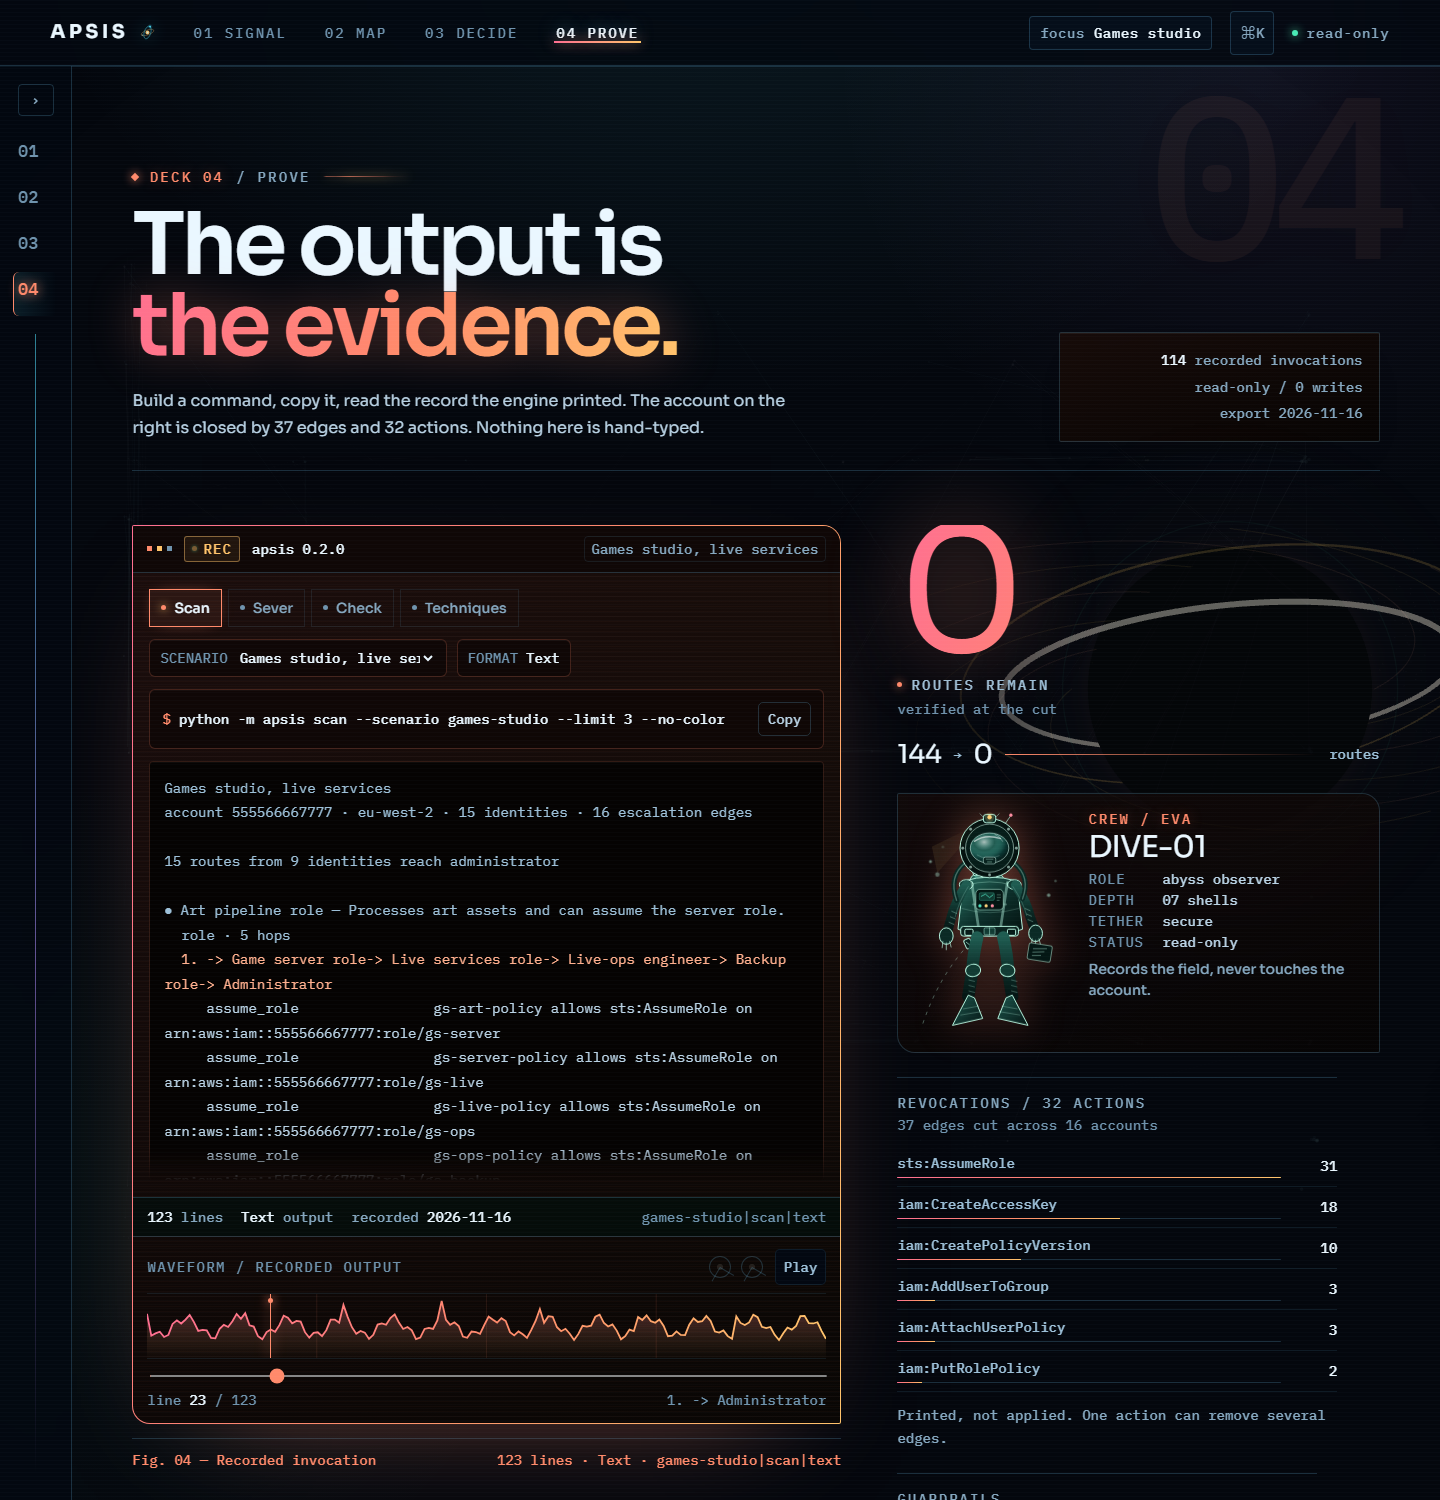 APSIS
01 SIGNAL
02 MAP
03 DECIDE
04 PROVE
focus Games studio
⌘K
read-only
›
01
02
03
04
04
DECK 04 / PROVE
The output is
the evidence.
Build a command, copy it, read the record the engine printed. The account on the
right is closed by 37 edges and 32 actions. Nothing here is hand-typed.
114 recorded invocations
read-only / 0 writes
export 2026-11-16
REC apsis 0.2.0
Games studio, live services
Scan
Sever
Check
Techniques
SCENARIO Games studio, live se
FORMAT Text
$ python -m apsis scan --scenario games-studio --limit 3 --no-color
Copy
Games studio, live services
account 555566667777 · eu-west-2 · 15 identities · 16 escalation edges
15 routes from 9 identities reach administrator
● Art pipeline role — Processes art assets and can assume the server role.
role · 5 hops
1. -> Game server role-> Live services role-> Live-ops engineer-> Backup
role-> Administrator
assume_role gs-art-policy allows sts:AssumeRole on
arn:aws:iam::555566667777:role/gs-server
assume_role gs-server-policy allows sts:AssumeRole on
arn:aws:iam::555566667777:role/gs-live
assume_role gs-live-policy allows sts:AssumeRole on
arn:aws:iam::555566667777:role/gs-ops
assume_role gs-ops-policy allows sts:AssumeRole on
arn:aws:iam::555566667777:role/gs-backup
123 lines Text output recorded 2026-11-16
games-studio|scan|text
WAVEFORM / RECORDED OUTPUT
Play
line 23 / 123
1. -> Administrator
Fig. 04 — Recorded invocation
123 lines · Text · games-studio|scan|text
0
ROUTES REMAIN
verified at the cut
144 → 0
routes
CREW / EVA
DIVE-01
ROLE abyss observer
DEPTH 07 shells
TETHER secure
STATUS read-only
Records the field, never touches the
account.
REVOCATIONS / 32 ACTIONS
37 edges cut across 16 accounts
sts:AssumeRole 31
iam:CreateAccessKey 18
iam:CreatePolicyVersion 10
iam:AddUserToGroup 3
iam:AttachUserPolicy 3
iam:PutRolePolicy 2
Printed, not applied. One action can remove several
edges.
GUARDRAILS